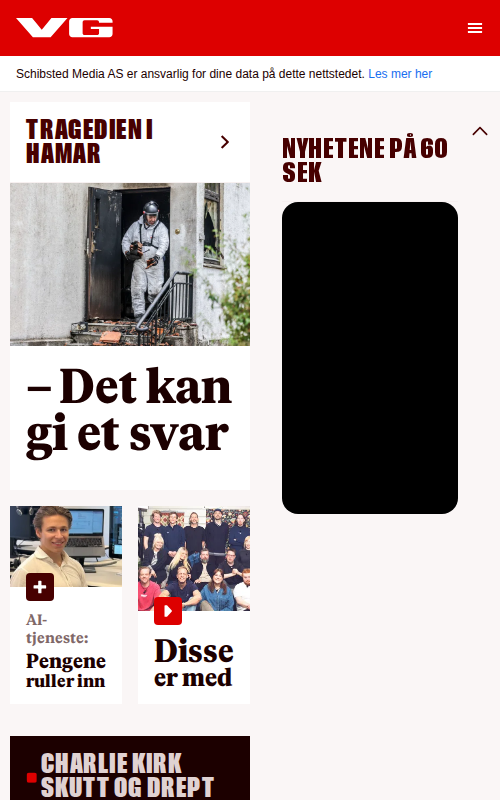 VG
Schibsted Media AS er ansvarlig for dine data på dette nettstedet. Les mer her
TRAGEDIEN I
HAMAR
– Det kan
gi et svar
AI-
tjeneste:
Pengene
ruller inn
Disse
er med
CHARLIE KIRK
SKUTT OG DREPT
NYHETENE PÅ 60
SEK